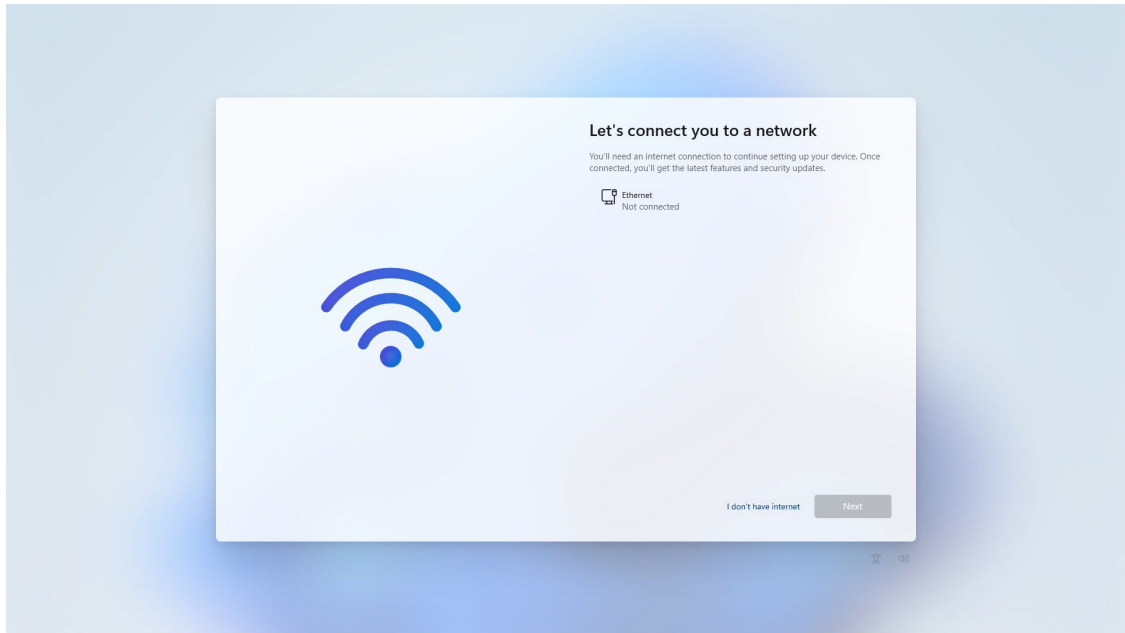 Let's connect you to a network
You'll need an internet connection to continue setting up your device. Once
connected, you'll get the latest features and security updates.
Ethernet
Not connected
I don't have internet
Next